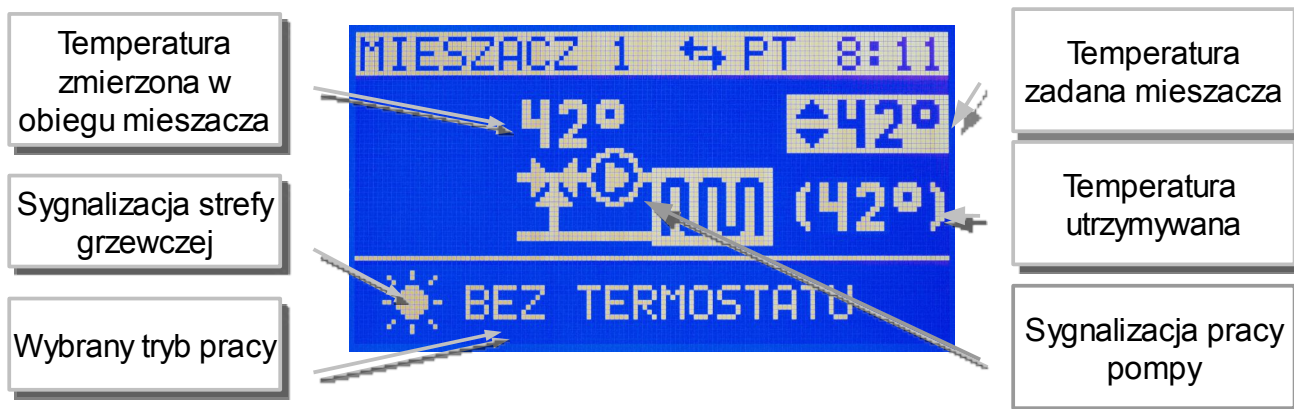 Temperatura
zmierzona w
obiegu mieszacza
Sygnalizacja strefy
grzewczej
Wybrany tryb pracy
MIESZACZ 1 PT 8:11
42° 42°
(42°)
BEZ TERMOSTATU
Temperatura
zadana mieszacza
Temperatura
utrzymywana
Sygnalizacja pracy
pompy